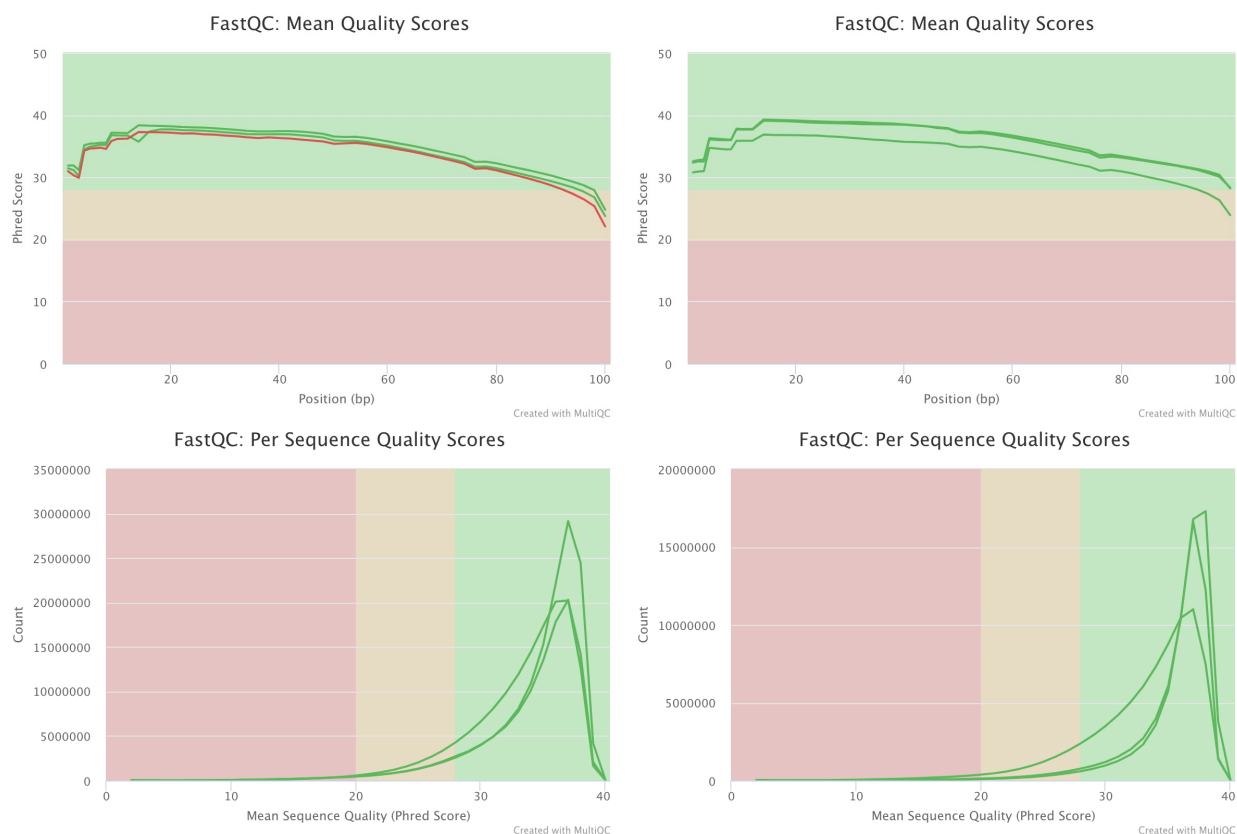 FastQC: Mean Quality Scores
50
40
30
20
10
0
Phred Score
20
40
60
80
100
Position (bp)
Created with MultiQC
FastQC: Mean Quality Scores
50
40
30
20
10
0
Phred Score
20
40
60
80
100
Position (bp)
Created with MultiQC
FastQC: Per Sequence Quality Scores
35000000
30000000
25000000
20000000
15000000
10000000
5000000
0
Count
0
10
20
30
40
Mean Sequence Quality (Phred Score)
Created with MultiQC
FastQC: Per Sequence Quality Scores
20000000
15000000
10000000
5000000
0
Count
0
10
20
30
40
Mean Sequence Quality (Phred Score)
Created with MultiQC